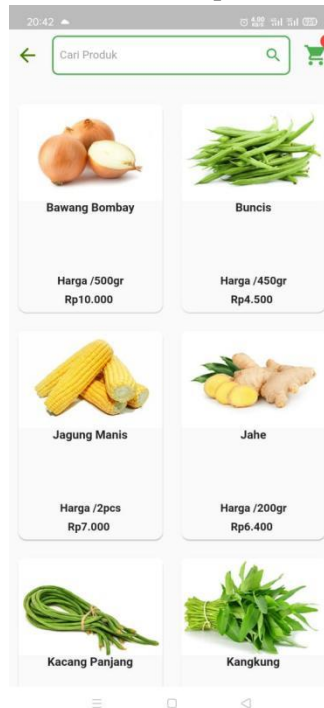 20:42
Cari Produk
Bawang Bombay
Buncis
Harga /500gr
Rp10.000
Harga /450gr
Rp4.500
Jagung Manis
Jahe
Harga /2pcs
Rp7.000
Harga /200gr
Rp6.400
Kacang Panjang
Kangkung